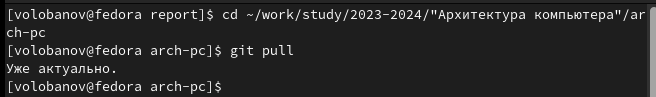 [volobanov@fedora report]$ cd ~/work/study/2023-2024/"Архитектура компьютера"/ar
ch-pc
[volobanov@fedora arch-pc]$ git pull
Уже актуально.
[volobanov@fedora arch-pc]$